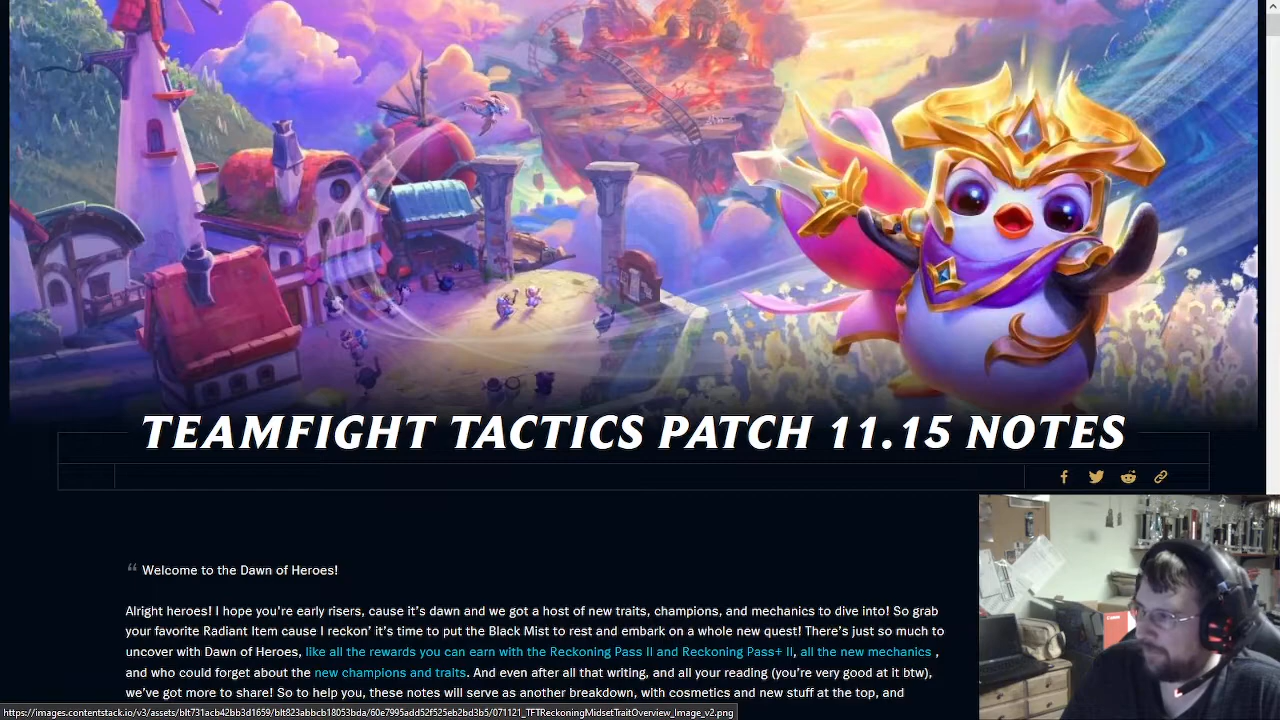 TEAMFIGHT TACTICS PATCH 11.15 NOTES
“ Welcome to the Dawn of Heroes!
Alright heroes! I hope you’re early risers, cause it’s dawn and we got a host of new traits, champions, and mechanics to dive into! So grab
your favorite Radiant Item cause I reckon’ it’s time to put the Black Mist to rest and embark on a whole new quest! There’s just so much to
uncover with Dawn of Heroes, like all the rewards you can earn with the Reckoning Pass II and Reckoning Pass+ II, all the new mechanics ,
and who could forget about the new champions and traits. And even after all that writing, and all your reading (you’re very good at it btw),
we’ve got more to share! So to help you, these notes will serve as another breakdown, with cosmetics and new stuff at the top, and
https://images.contentstack.io/v3/assets/blt731acb42bb3d1659/blt823abbcb18053bda/60e7995add52f525eb2bd3b5/071121_TFTReckoningMidsetTraitOverview_Image_v2.png